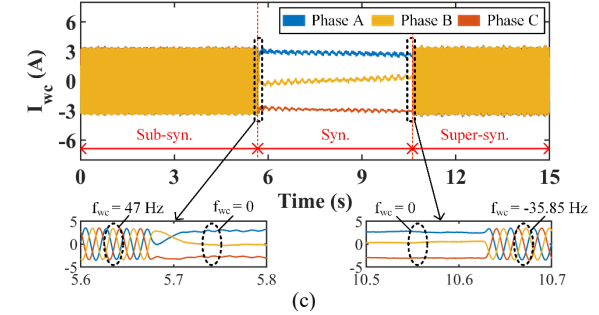 Phase A Phase B Phase C
6
3
0
-3
-6
I_wc (A)
Sub-syn. Syn. Super-syn.
0 3 6 9 12 15
Time (s)
f_wc = 47 Hz f_wc = 0
5
0
-5
5.6 5.7 5.8
f_wc = 0 f_wc = -35.85 Hz
5
0
-5
10.5 10.6 10.7
(c)